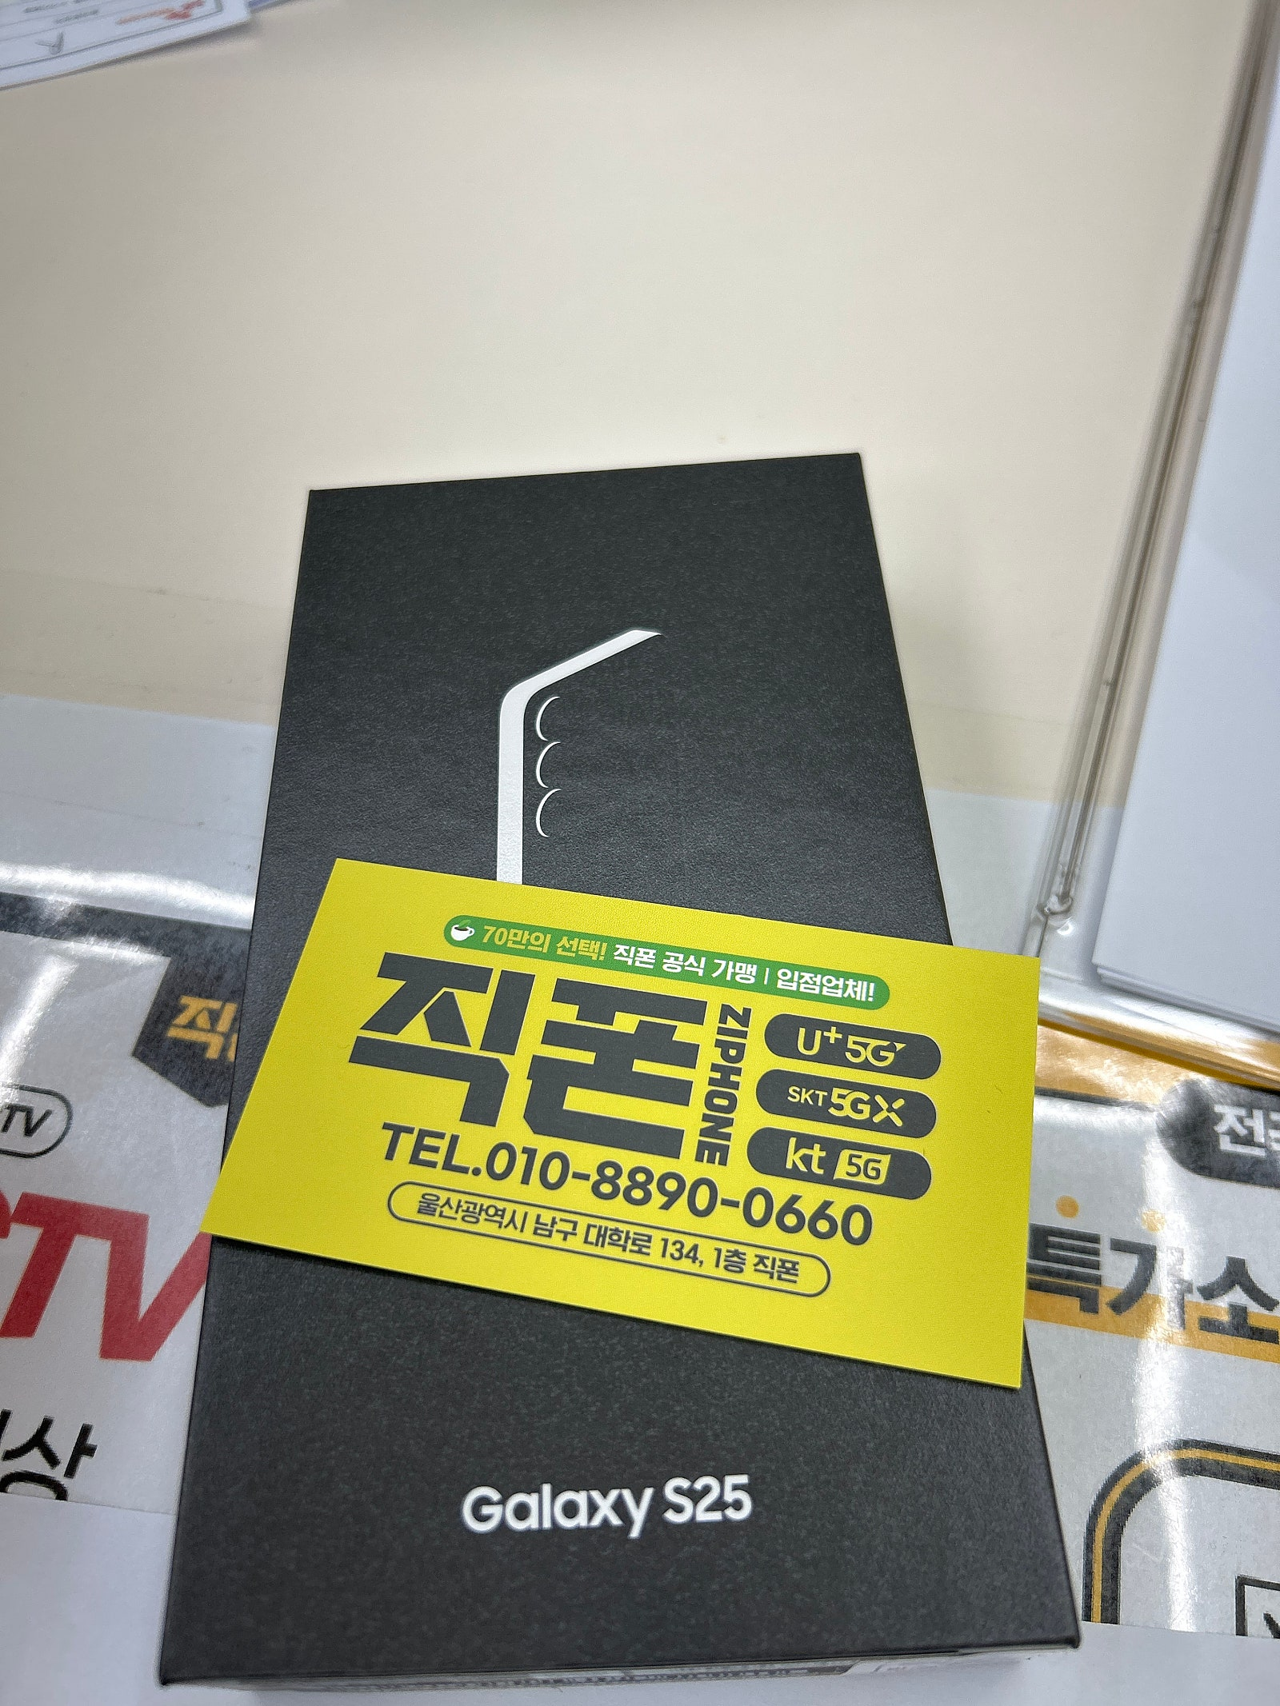 70만의 선택! 직폰 공식 가맹 | 입점업체!
직폰
ZIPHONE
U+5G
SKT 5GX
kt 5G
TEL.010-8890-0660
울산광역시 남구 대학로 134, 1층 직폰
Galaxy S25
TV
특가소
상